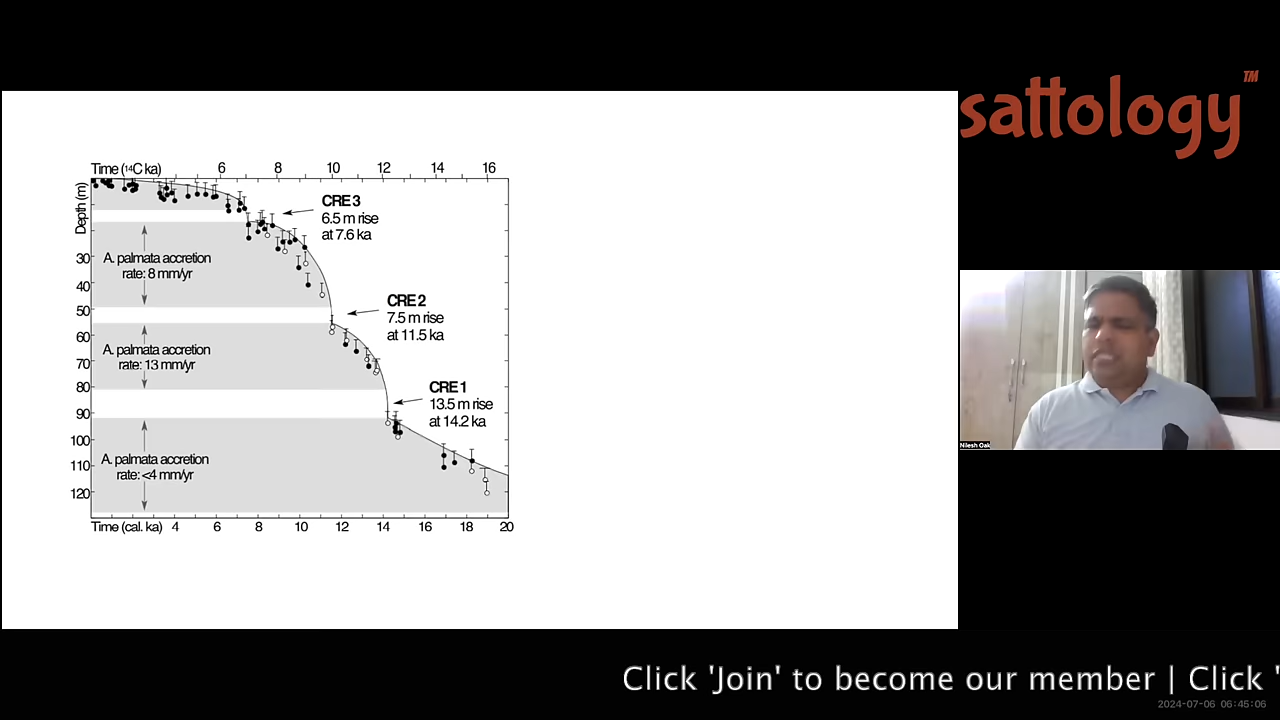 sattology™
Time (14C ka) 6 8 10 12 14 16
Depth (m)
CRE 3
6.5 m rise
at 7.6 ka
30
A. palmata accretion
rate: 8 mm/yr
40
50
CRE 2
7.5 m rise
at 11.5 ka
60
A. palmata accretion
rate: 13 mm/yr
70
80
CRE 1
13.5 m rise
at 14.2 ka
90
100
A. palmata accretion
rate: <4 mm/yr
110
120
Time (cal. ka) 4 6 8 10 12 14 16 18 20
Nilesh Oak
Click 'Join' to become our member | Click '
2024-07-06 06:45:06